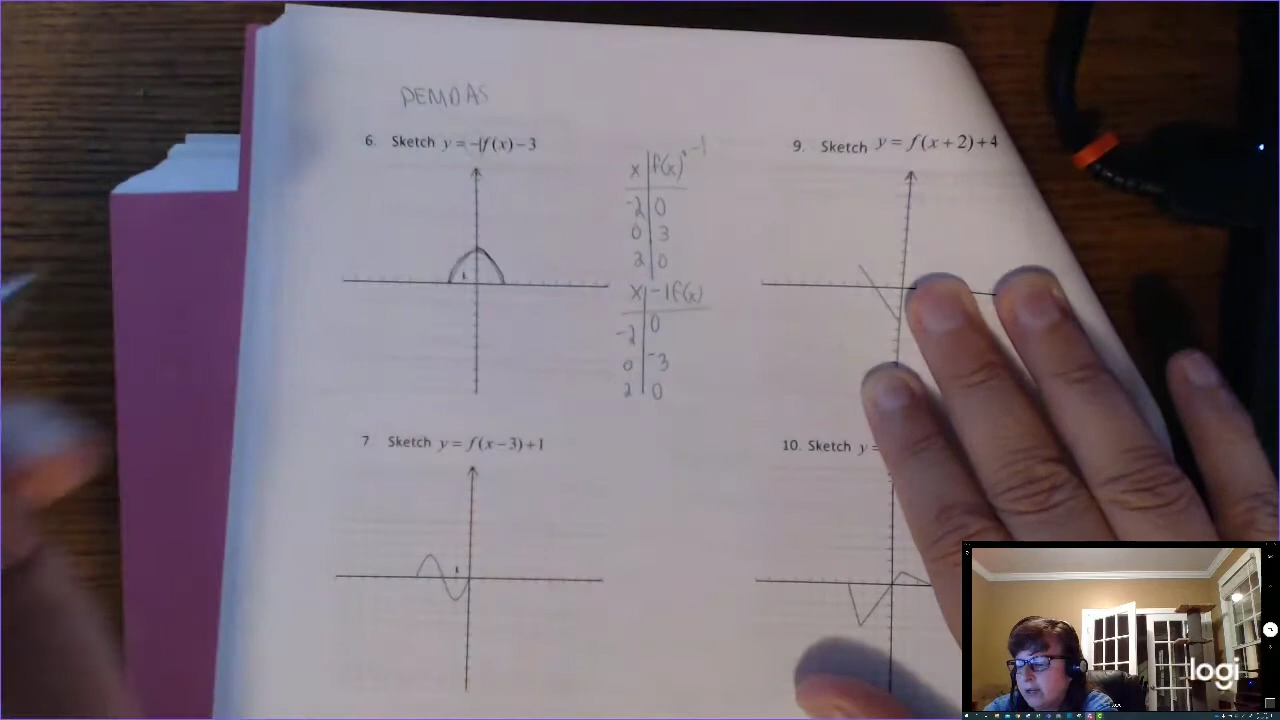 PEMDAS
6. Sketch y = -1f(x) - 3
x f(x) · -1
-2 0
0 3
2 0
x -1f(x)
-2 0
0 -3
2 0
7. Sketch y = f(x - 3) + 1
9. Sketch y = f(x + 2) + 4
10. Sketch y =
logi